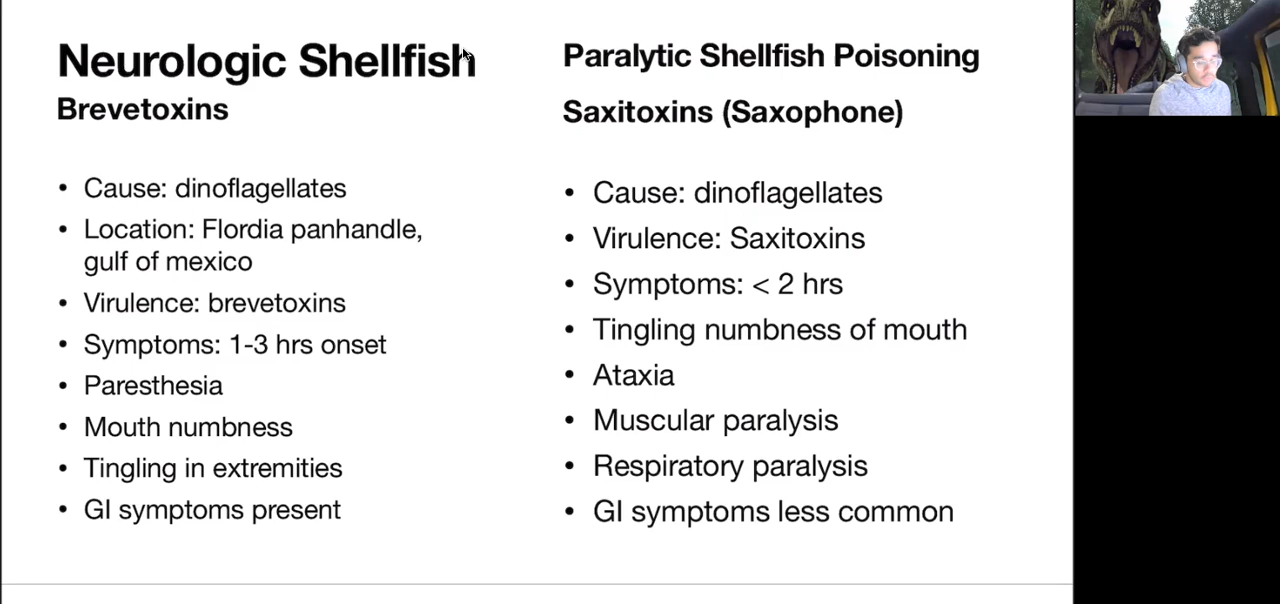 Neurologic Shellfish
Brevetoxins
• Cause: dinoflagellates
• Location: Flordia panhandle,
gulf of mexico
• Virulence: brevetoxins
• Symptoms: 1-3 hrs onset
• Paresthesia
• Mouth numbness
• Tingling in extremities
• GI symptoms present
Paralytic Shellfish Poisoning
Saxitoxins (Saxophone)
• Cause: dinoflagellates
• Virulence: Saxitoxins
• Symptoms: < 2 hrs
• Tingling numbness of mouth
• Ataxia
• Muscular paralysis
• Respiratory paralysis
• GI symptoms less common